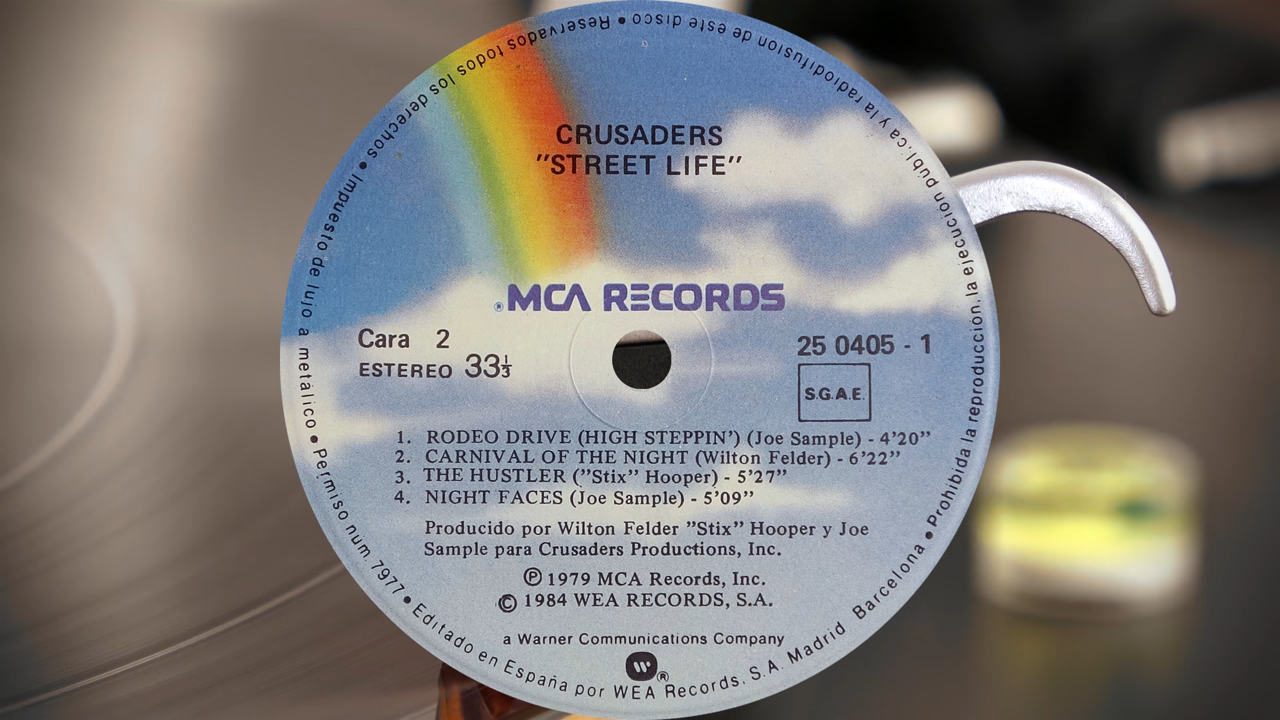 CRUSADERS
"STREET LIFE"
® MCA RECORDS
Cara 2
ESTEREO 33⅓
25 0405 - 1
S.G.A.E.
1. RODEO DRIVE (HIGH STEPPIN') (Joe Sample) - 4'20''
2. CARNIVAL OF THE NIGHT (Wilton Felder) - 6'22''
3. THE HUSTLER ("Stix" Hooper) - 5'27''
4. NIGHT FACES (Joe Sample) - 5'09''
Producido por Wilton Felder "Stix" Hooper y Joe
Sample para Crusaders Productions, Inc.
℗ 1979 MCA Records, Inc.
© 1984 WEA RECORDS, S.A.
a Warner Communications Company
W ®
Editado en España por WEA Records, S.A. Madrid Barcelona • Prohibida la reproduccion, la ejecucion publica y la radiodifusion de este disco • Reservados todos los derechos • Impuesto de lujo a metálico • Permiso num. 7977 •